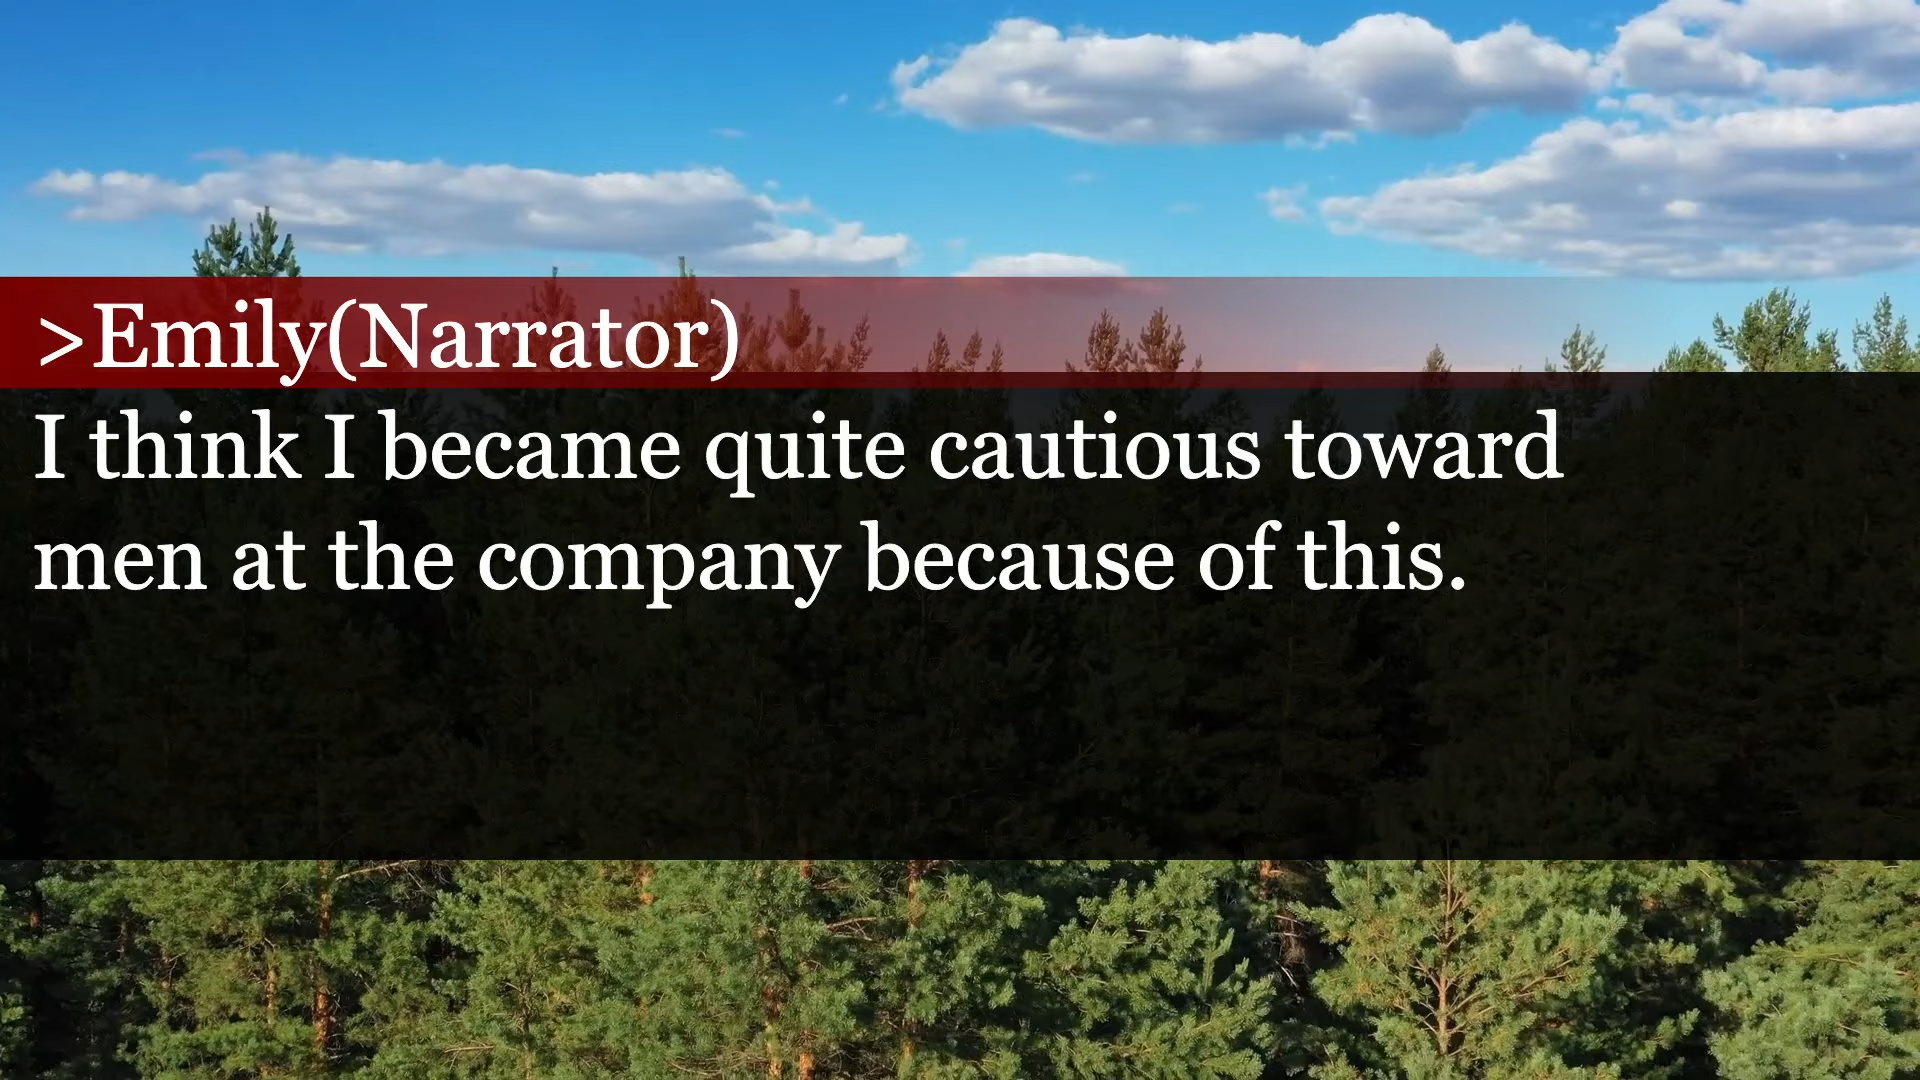 >Emily(Narrator)
I think I became quite cautious toward
men at the company because of this.